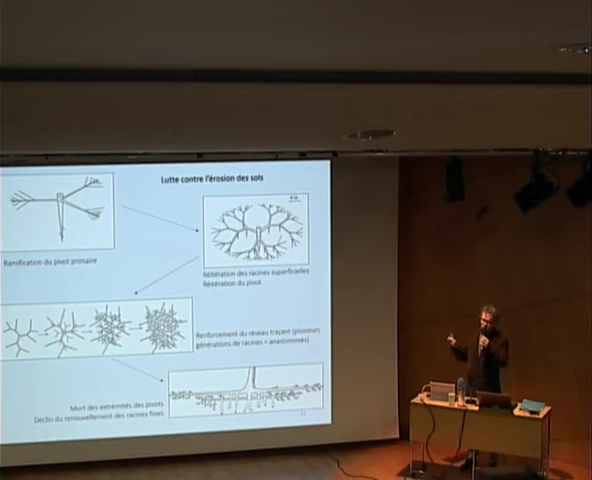 Lutte contre l'érosion des sols
Ramification du pivot primaire
Réitération des racines superficielles
Réitération du pivot
Renforcement du réseau traçant (plusieurs
générations de racines + anastomoses)
Mort des extrémités des pivots
Déclin du renouvellement des racines fines